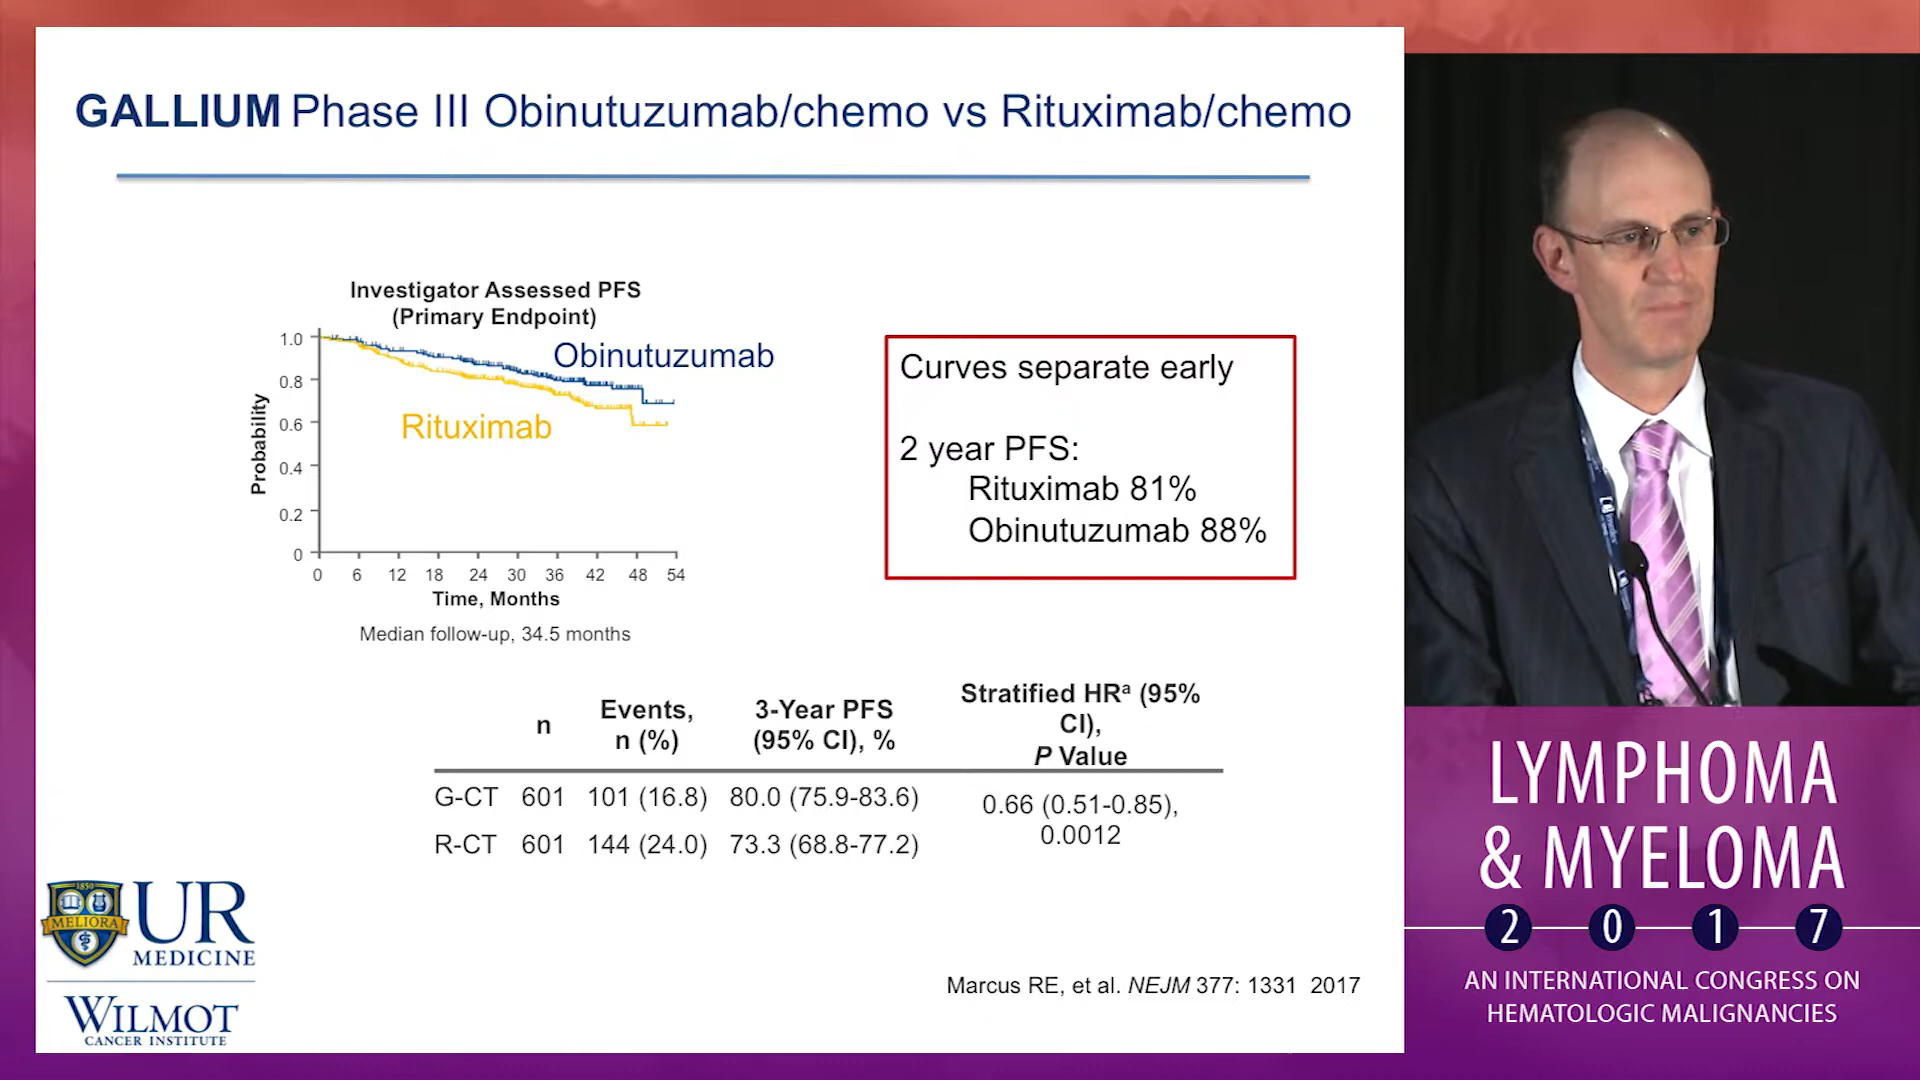 GALLIUM Phase III Obinutuzumab/chemo vs Rituximab/chemo
Investigator Assessed PFS
(Primary Endpoint)
1.0
0.8
0.6
0.4
0.2
0
Probability
Obinutuzumab
Rituximab
0 6 12 18 24 30 36 42 48 54
Time, Months
Median follow-up, 34.5 months
Curves separate early
2 year PFS:
Rituximab 81%
Obinutuzumab 88%
n
Events,
n (%)
3-Year PFS
(95% CI), %
Stratified HRᵃ (95%
CI),
P Value
G-CT 601 101 (16.8) 80.0 (75.9-83.6)
R-CT 601 144 (24.0) 73.3 (68.8-77.2)
0.66 (0.51-0.85),
0.0012
1850
MELIORA
UR
MEDICINE
WILMOT
CANCER INSTITUTE
Marcus RE, et al. NEJM 377: 1331 2017
LYMPHOMA
& MYELOMA
2 0 1 7
AN INTERNATIONAL CONGRESS ON
HEMATOLOGIC MALIGNANCIES